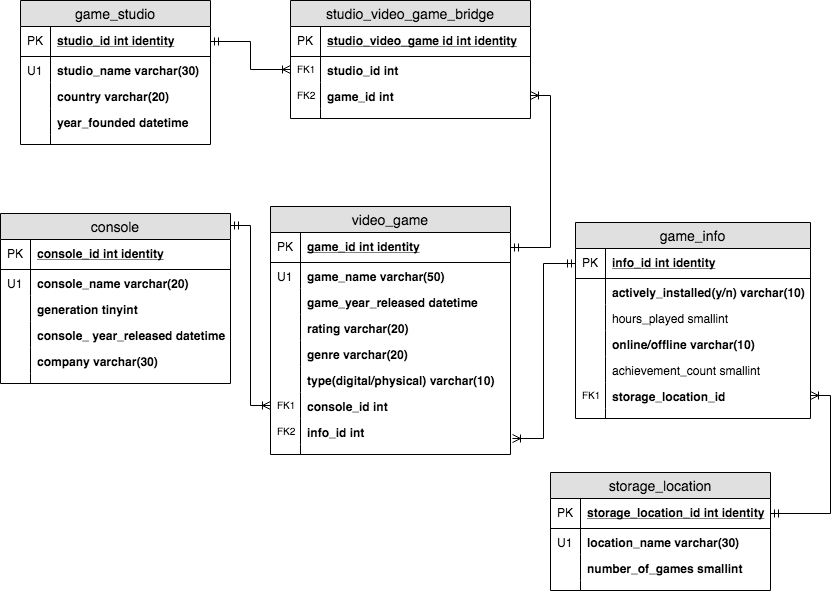 game_studio
PK studio_id int identity
U1 studio_name varchar(30)
country varchar(20)
year_founded datetime
studio_video_game_bridge
PK studio_video_game id int identity
FK1 studio_id int
FK2 game_id int
console
PK console_id int identity
U1 console_name varchar(20)
generation tinyint
console_ year_released datetime
company varchar(30)
video_game
PK game_id int identity
U1 game_name varchar(50)
game_year_released datetime
rating varchar(20)
genre varchar(20)
type(digital/physical) varchar(10)
FK1 console_id int
FK2 info_id int
game_info
PK info_id int identity
actively_installed(y/n) varchar(10)
hours_played smallint
online/offline varchar(10)
achievement_count smallint
FK1 storage_location_id
storage_location
PK storage_location_id int identity
U1 location_name varchar(30)
number_of_games smallint